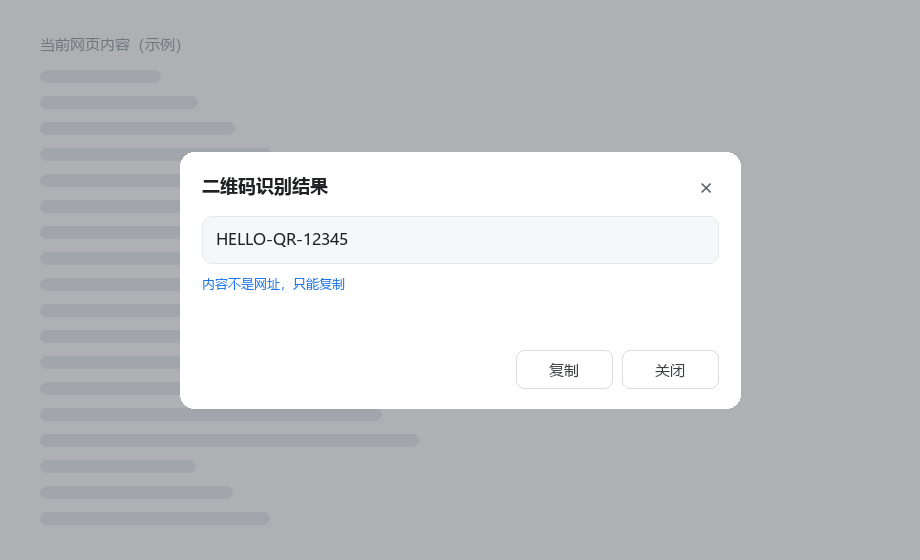 当前网页内容（示例）
二维码识别结果
×
HELLO-QR-12345
内容不是网址，只能复制
复制
关闭